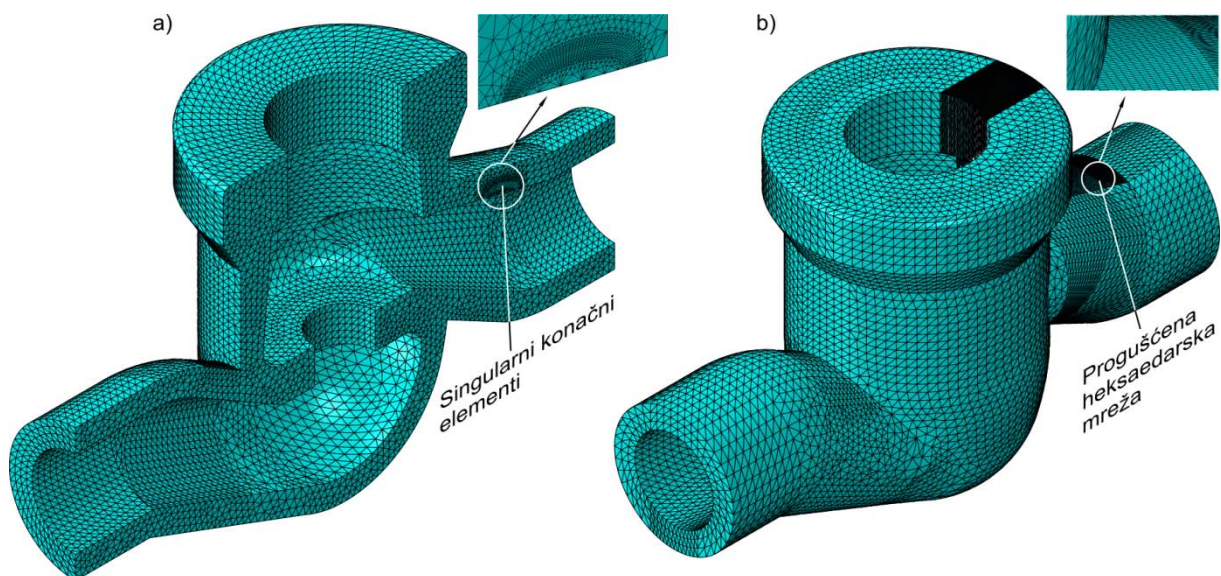 a)
Singularni konačni
elementi
b)
Progušćena
heksaedarska
mreža